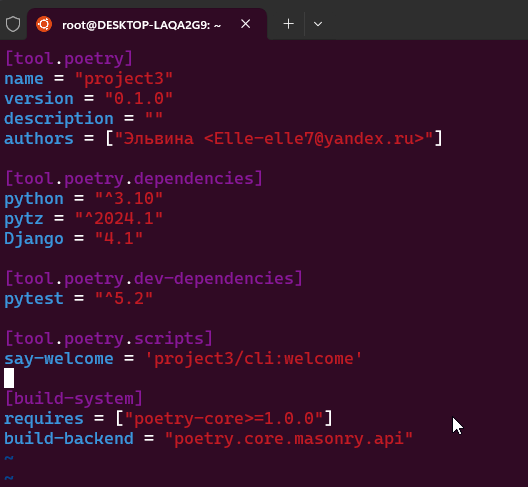 root@DESKTOP-LAQA2G9: ~
[tool.poetry]
name = "project3"
version = "0.1.0"
description = ""
authors = ["Эльвина <Elle-elle7@yandex.ru>"]
[tool.poetry.dependencies]
python = "^3.10"
pytz = "^2024.1"
Django = "4.1"
[tool.poetry.dev-dependencies]
pytest = "^5.2"
[tool.poetry.scripts]
say-welcome = 'project3/cli:welcome'
[build-system]
requires = ["poetry-core>=1.0.0"]
build-backend = "poetry.core.masonry.api"
~
~